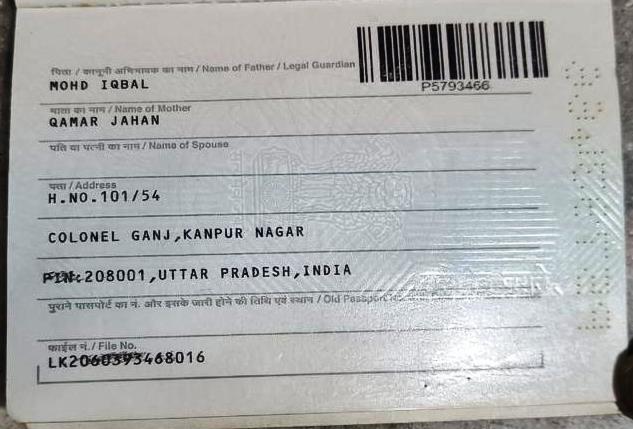 पिता / कानूनी अभिभावक का नाम / Name of Father / Legal Guardian
MOHD IQBAL
P5793466
माता का नाम / Name of Mother
QAMAR JAHAN
पति या पत्नी का नाम / Name of Spouse
पता / Address
H.NO.101/54
COLONEL GANJ,KANPUR NAGAR
PIN:208001,UTTAR PRADESH,INDIA
पुराने पासपोर्ट का नं. और इसके जारी होने की तिथि एवं स्थान / Old Passport
फाईल नं./ File No.
LK2060393468016